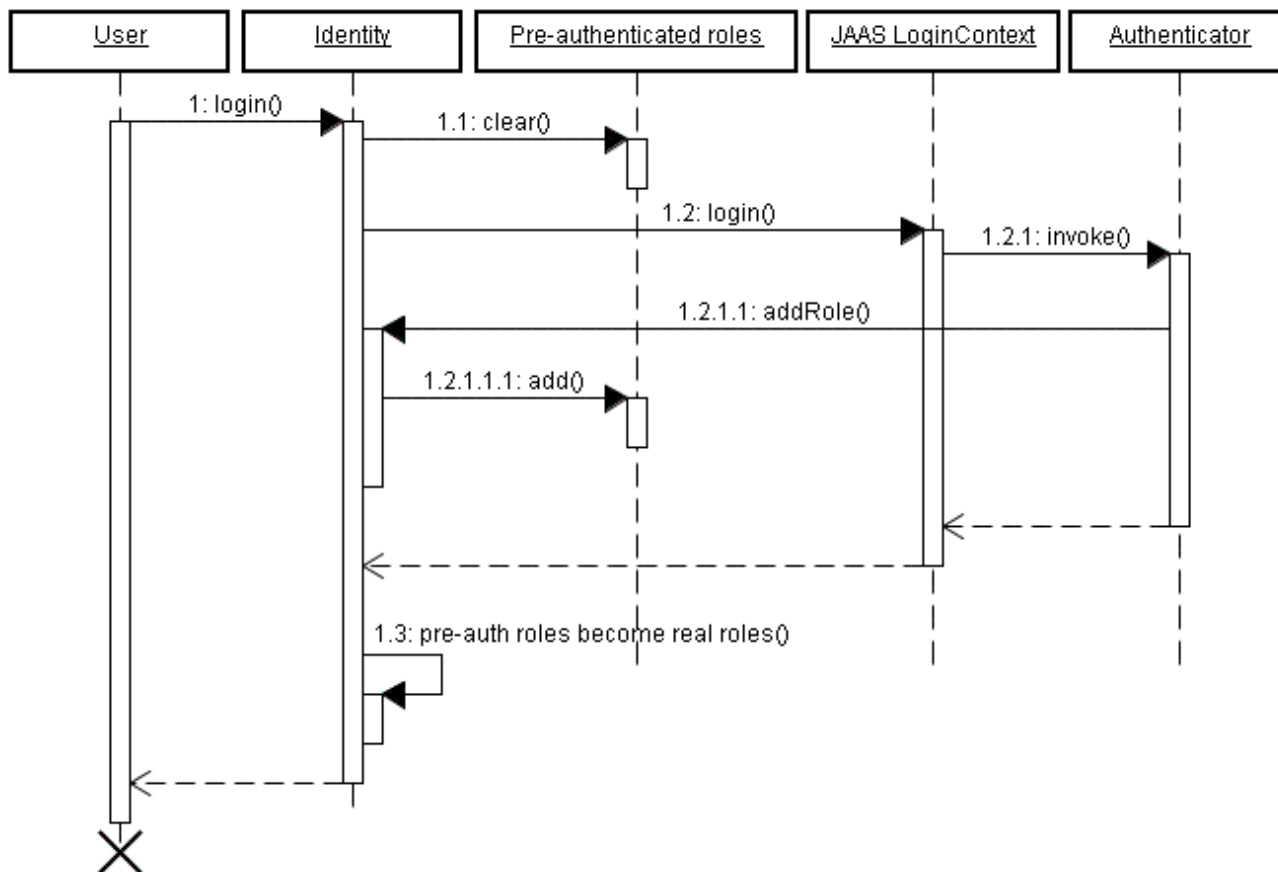 User
Identity
Pre-authenticated roles
JAAS LoginContext
Authenticator
1: login()
1.1: clear()
1.2: login()
1.2.1: invoke()
1.2.1.1: addRole()
1.2.1.1.1: add()
1.3: pre-auth roles become real roles()